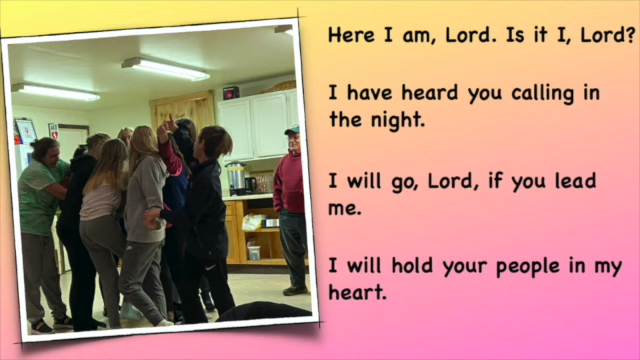 Here I am, Lord. Is it I, Lord?
I have heard you calling in
the night.
I will go, Lord, if you lead
me.
I will hold your people in my
heart.